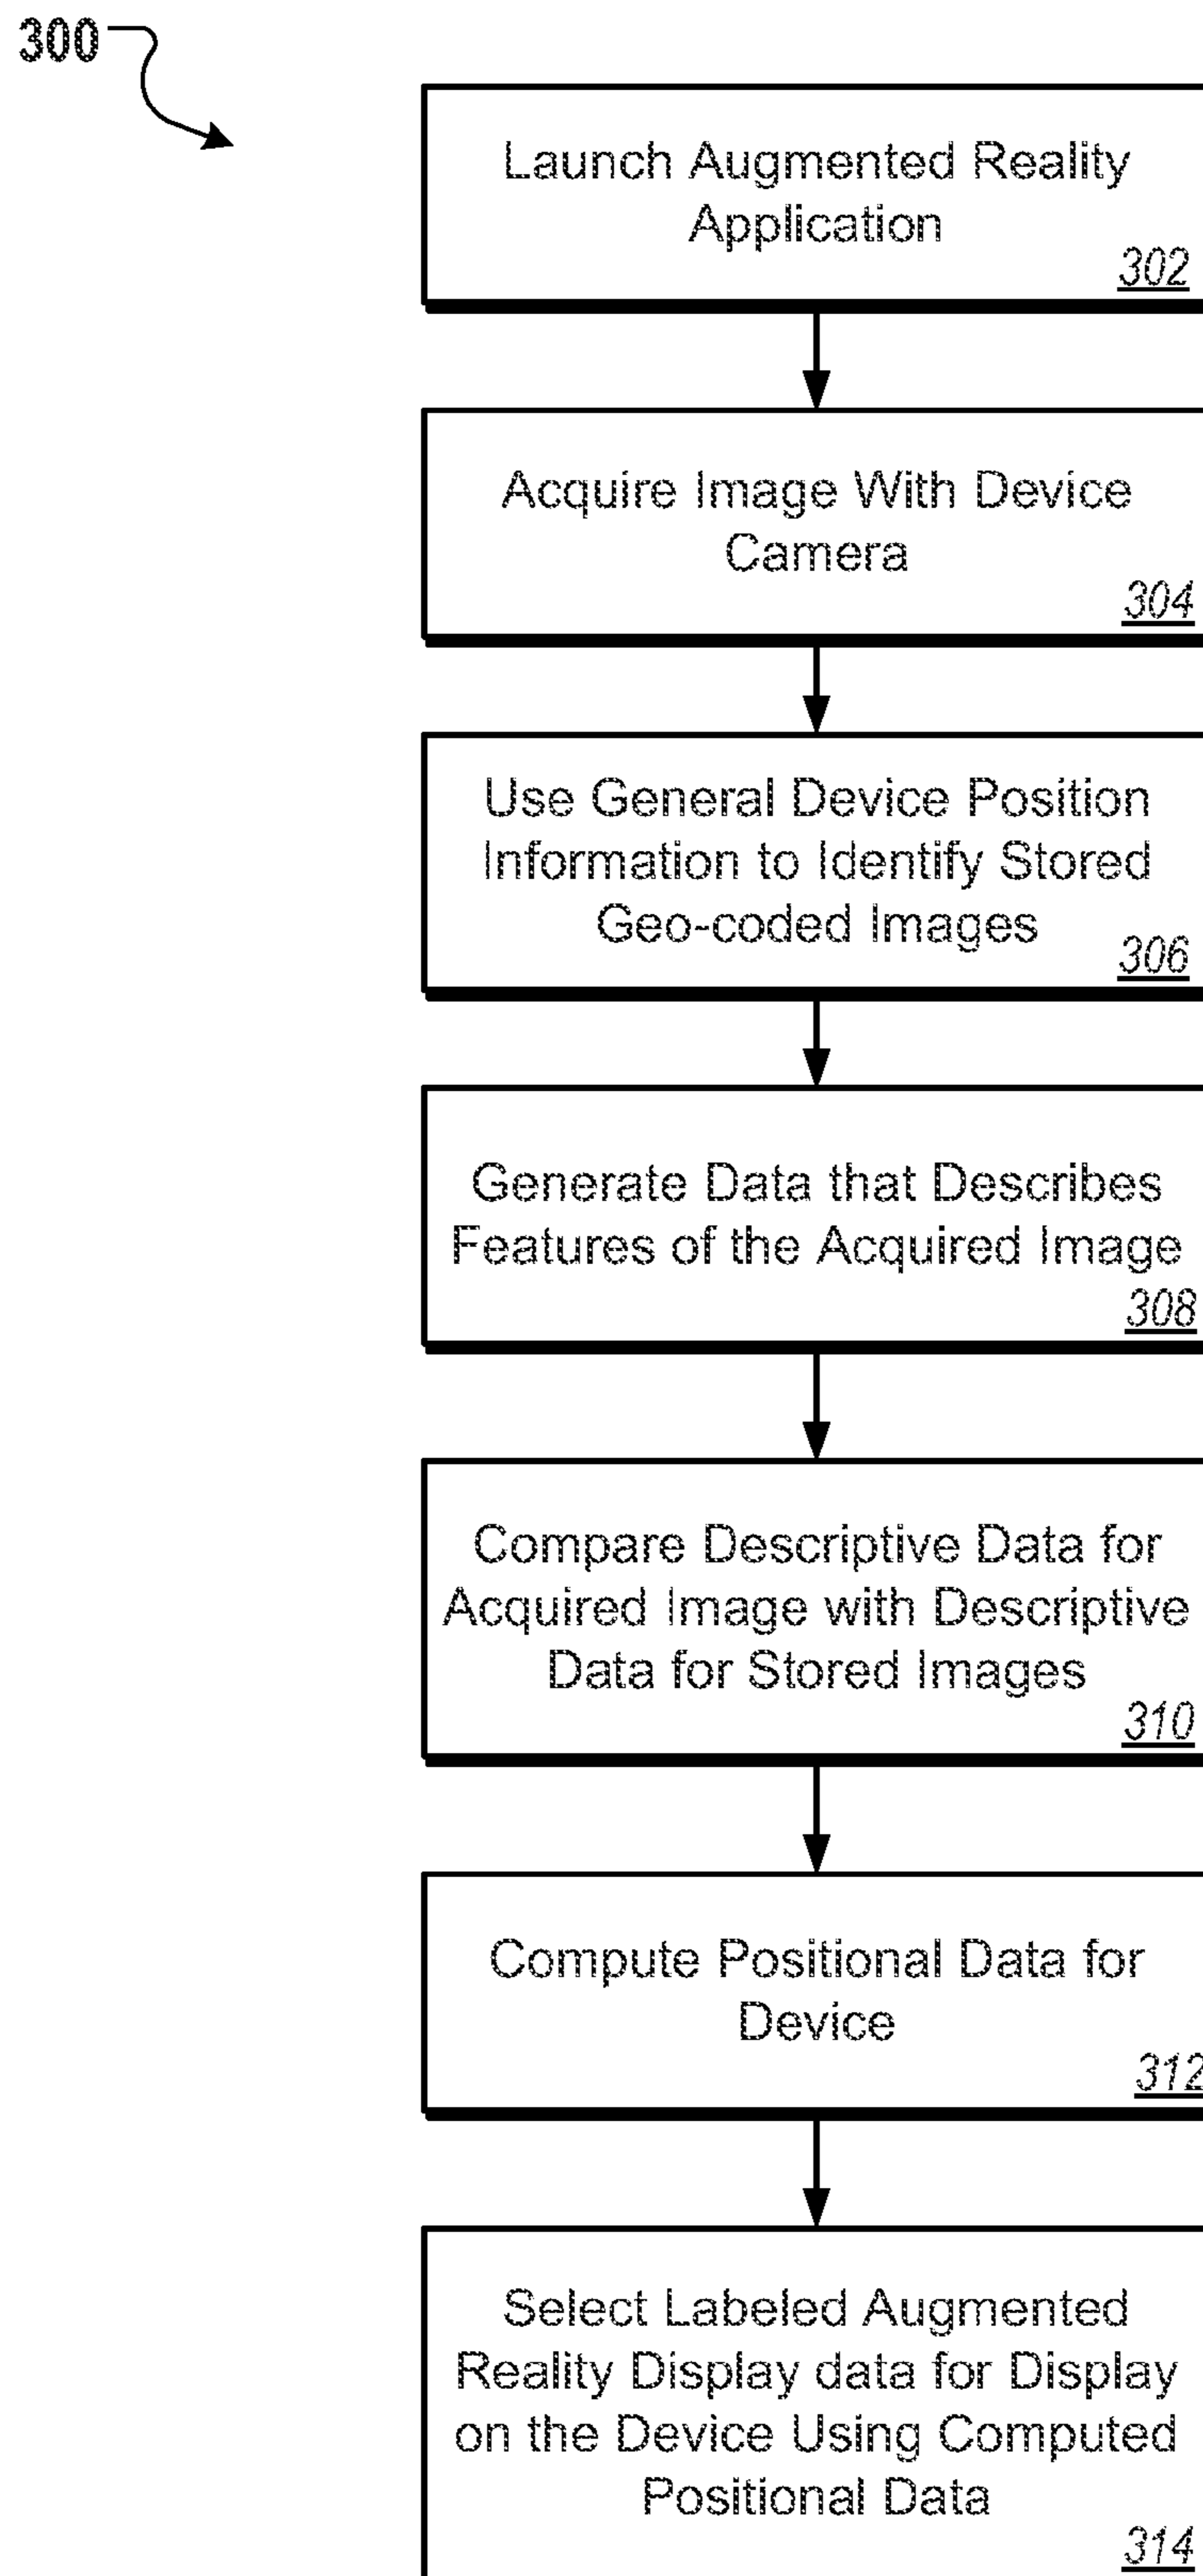 300
Launch Augmented Reality
Application
302
Acquire Image With Device
Camera
304
Use General Device Position
Information to Identify Stored
Geo-coded Images
306
Generate Data that Describes
Features of the Acquired Image
308
Compare Descriptive Data for
Acquired Image with Descriptive
Data for Stored Images
310
Compute Positional Data for
Device
312
Select Labeled Augmented
Reality Display data for Display
on the Device Using Computed
Positional Data
314